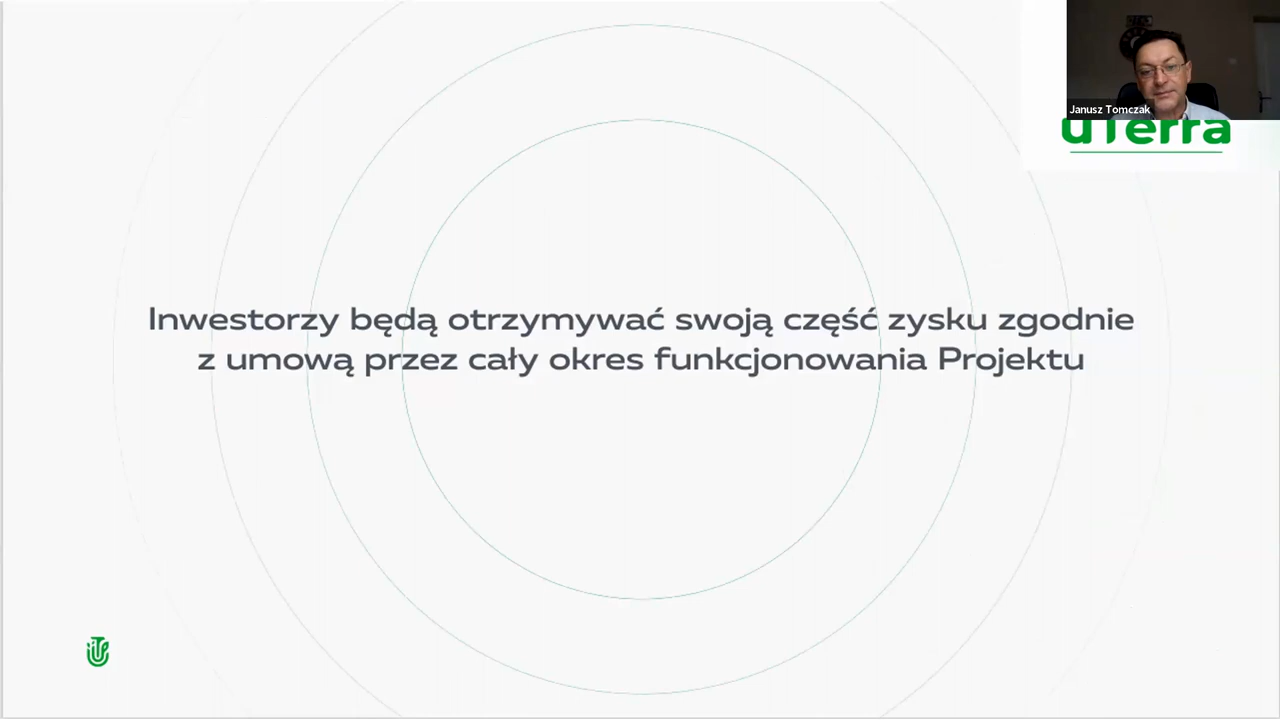 Janusz Tomczak
uTerra
Inwestorzy będą otrzymywać swoją część zysku zgodnie
z umową przez cały okres funkcjonowania Projektu